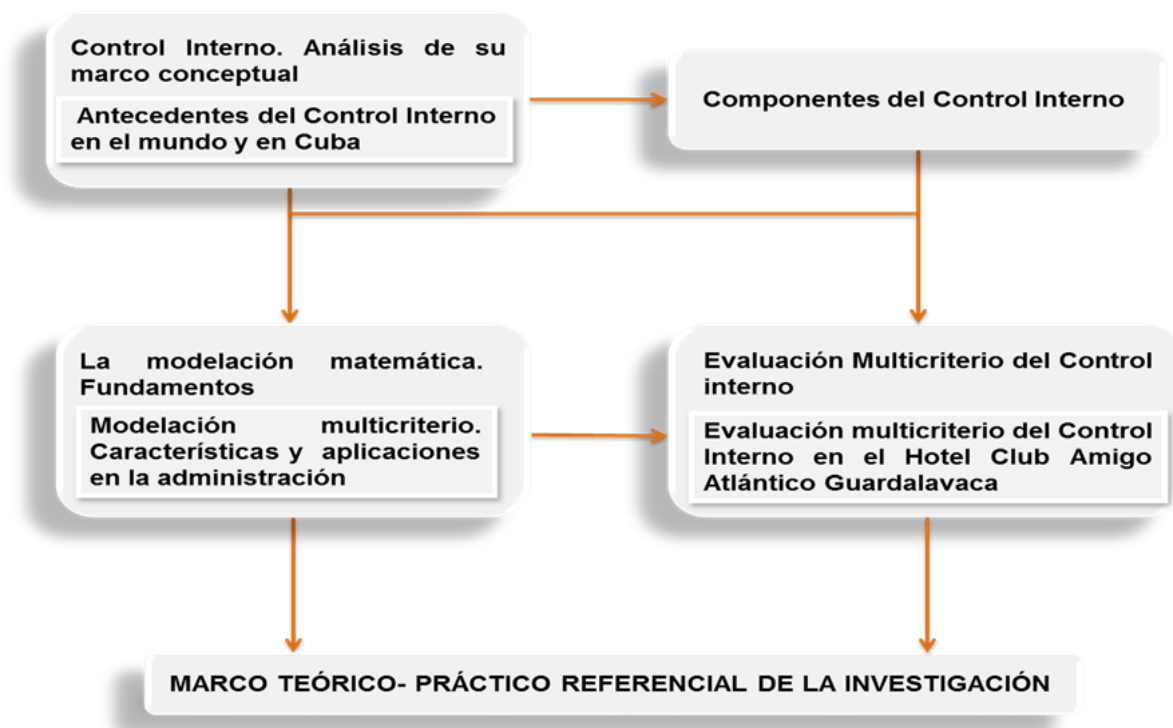 Control Interno. Análisis de su
marco conceptual
Antecedentes del Control Interno
en el mundo y en Cuba
Componentes del Control Interno
La modelación matemática.
Fundamentos
Modelación multicriterio.
Características y aplicaciones
en la administración
Evaluación Multicriterio del Control
interno
Evaluación multicriterio del Control
Interno en el Hotel Club Amigo
Atlántico Guardalavaca
MARCO TEÓRICO- PRÁCTICO REFERENCIAL DE LA INVESTIGACIÓN